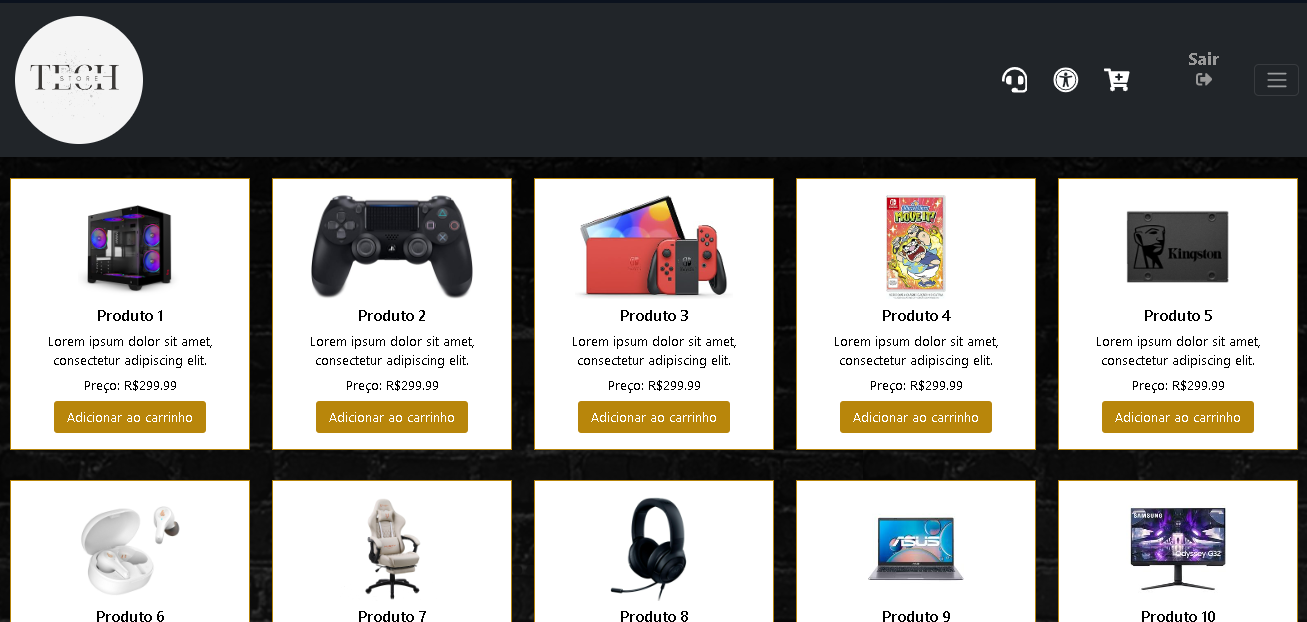 TECH
STORE
Sair
MOVE IT!
Kingston
Produto 1
Lorem ipsum dolor sit amet,
consectetur adipiscing elit.
Preço: R$299.99
Adicionar ao carrinho
Produto 2
Lorem ipsum dolor sit amet,
consectetur adipiscing elit.
Preço: R$299.99
Adicionar ao carrinho
Produto 3
Lorem ipsum dolor sit amet,
consectetur adipiscing elit.
Preço: R$299.99
Adicionar ao carrinho
Produto 4
Lorem ipsum dolor sit amet,
consectetur adipiscing elit.
Preço: R$299.99
Adicionar ao carrinho
Produto 5
Lorem ipsum dolor sit amet,
consectetur adipiscing elit.
Preço: R$299.99
Adicionar ao carrinho
ASUS
SAMSUNG
Odyssey G32
Produto 6
Produto 7
Produto 8
Produto 9
Produto 10